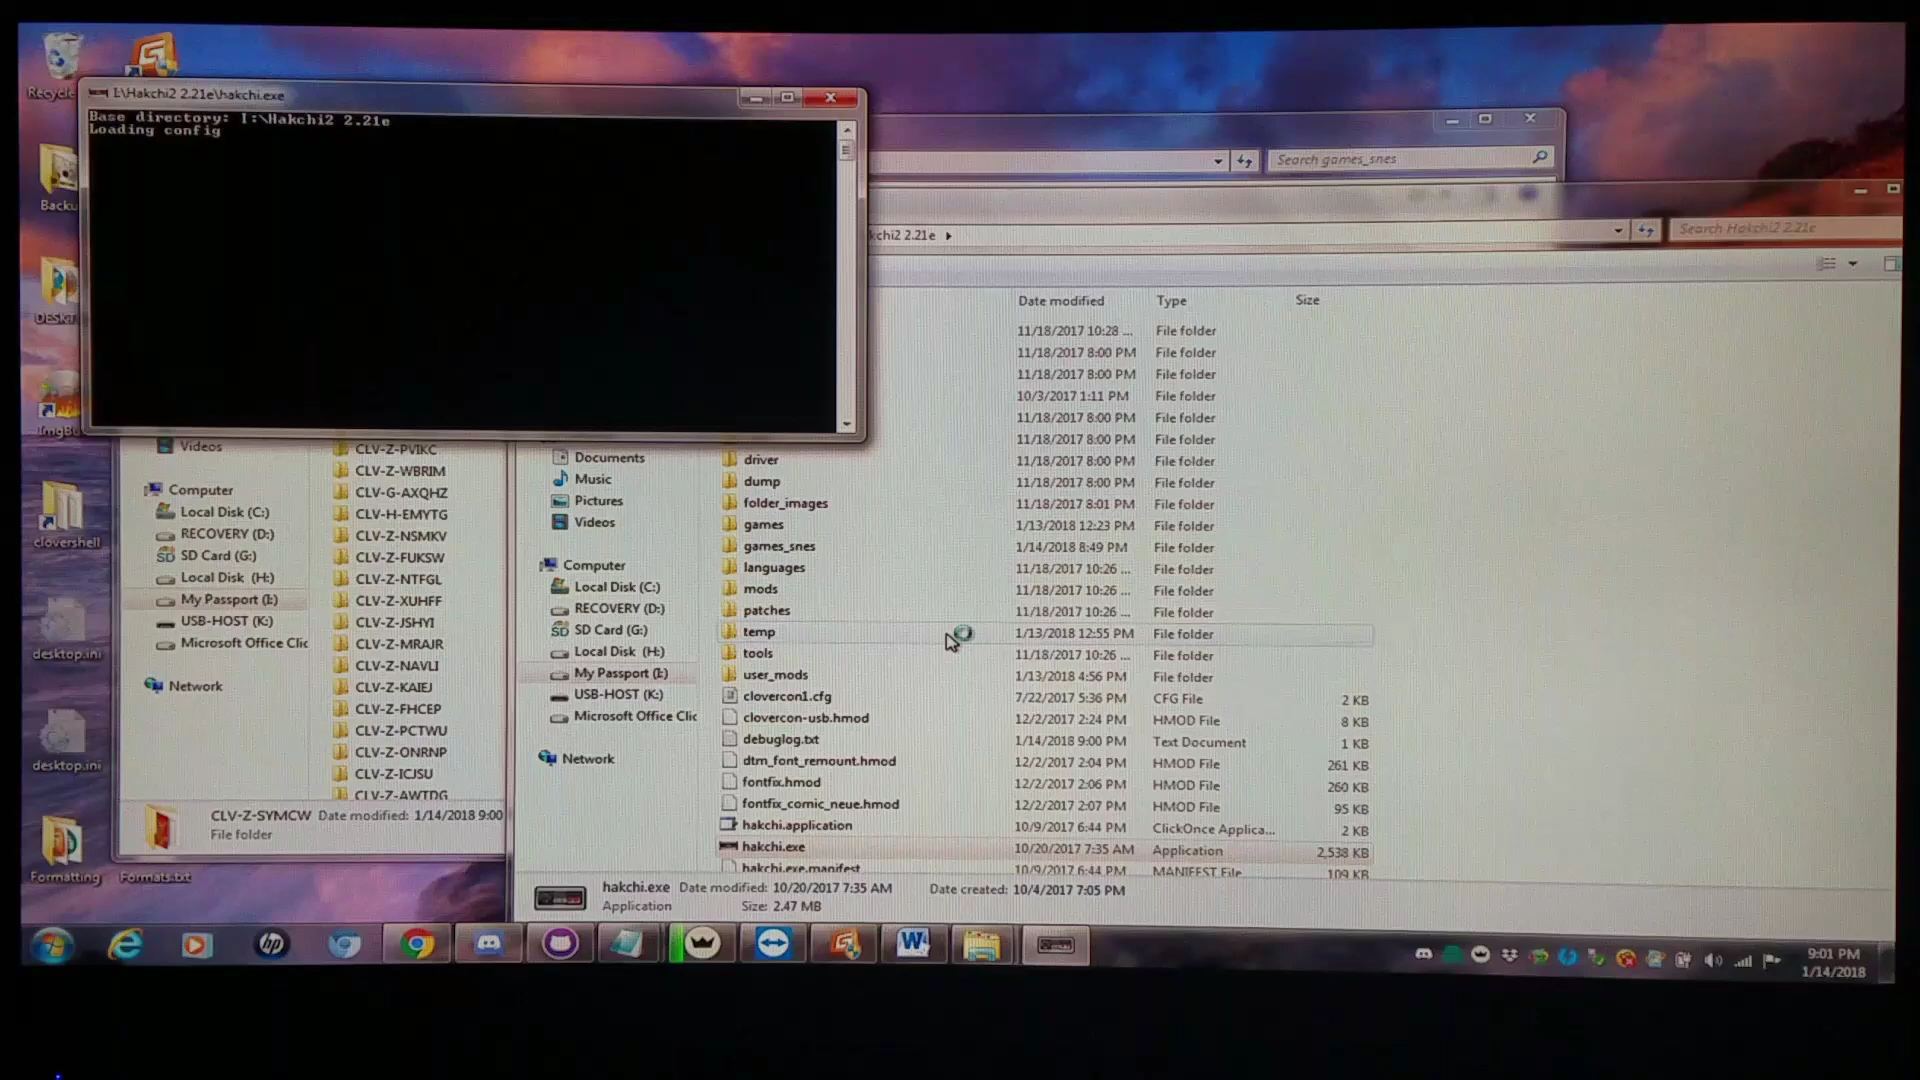 Recycle
I:\Hakchi2 2.21e\hakchi.exe
Base directory: I:\Hakchi2 2.21e
Loading config
Search games_snes
kchi2 2.21e
Search Hakchi2 2.21e
Backu
DESKT
ImgBu
clovershell
desktop.ini
desktop.ini
Formatting
Formats.txt
Videos
Computer
Local Disk (C:)
RECOVERY (D:)
SD Card (G:)
Local Disk (H:)
My Passport (I:)
USB-HOST (K:)
Microsoft Office Clic
Network
CLV-Z-PVIKC
CLV-Z-WBRIM
CLV-G-AXQHZ
CLV-H-EMYTG
CLV-Z-NSMKV
CLV-Z-FUKSW
CLV-Z-NTFGL
CLV-Z-XUHFF
CLV-Z-JSHYI
CLV-Z-MRAIR
CLV-Z-NAVLI
CLV-Z-KAIEJ
CLV-Z-FHCEP
CLV-Z-PCTWU
CLV-Z-ONRNP
CLV-Z-ICJSU
CLV-Z-AWTDG
CLV-Z-SYMCW Date modified: 1/14/2018 9:00
File folder
Documents
Music
Pictures
Videos
Computer
Local Disk (C:)
RECOVERY (D:)
SD Card (G:)
Local Disk (H:)
My Passport (I:)
USB-HOST (K:)
Microsoft Office Clic
Network
Date modified Type Size
11/18/2017 10:28 ... File folder
11/18/2017 8:00 PM File folder
11/18/2017 8:00 PM File folder
10/3/2017 1:11 PM File folder
11/18/2017 8:00 PM File folder
11/18/2017 8:00 PM File folder
driver 11/18/2017 8:00 PM File folder
dump 11/18/2017 8:00 PM File folder
folder_images 11/18/2017 8:01 PM File folder
games 1/13/2018 12:23 PM File folder
games_snes 1/14/2018 8:49 PM File folder
languages 11/18/2017 10:26 ... File folder
mods 11/18/2017 10:26 ... File folder
patches 11/18/2017 10:26 ... File folder
temp 1/13/2018 12:55 PM File folder
tools 11/18/2017 10:26 ... File folder
user_mods 1/13/2018 4:56 PM File folder
clovercon1.cfg 7/22/2017 5:36 PM CFG File 2 KB
clovercon-usb.hmod 12/2/2017 2:24 PM HMOD File 8 KB
debuglog.txt 1/14/2018 9:00 PM Text Document 1 KB
dtm_font_remount.hmod 12/2/2017 2:04 PM HMOD File 261 KB
fontfix.hmod 12/2/2017 2:06 PM HMOD File 260 KB
fontfix_comic_neue.hmod 12/2/2017 2:07 PM HMOD File 95 KB
hakchi.application 10/9/2017 6:44 PM ClickOnce Applica... 2 KB
hakchi.exe 10/20/2017 7:35 AM Application 2,538 KB
hakchi.exe.manifest 10/9/2017 6:44 PM MANIFEST File 109 KB
hakchi.exe Date modified: 10/20/2017 7:35 AM Date created: 10/4/2017 7:05 PM
Application Size: 2.47 MB
hp
W
9:01 PM
1/14/2018